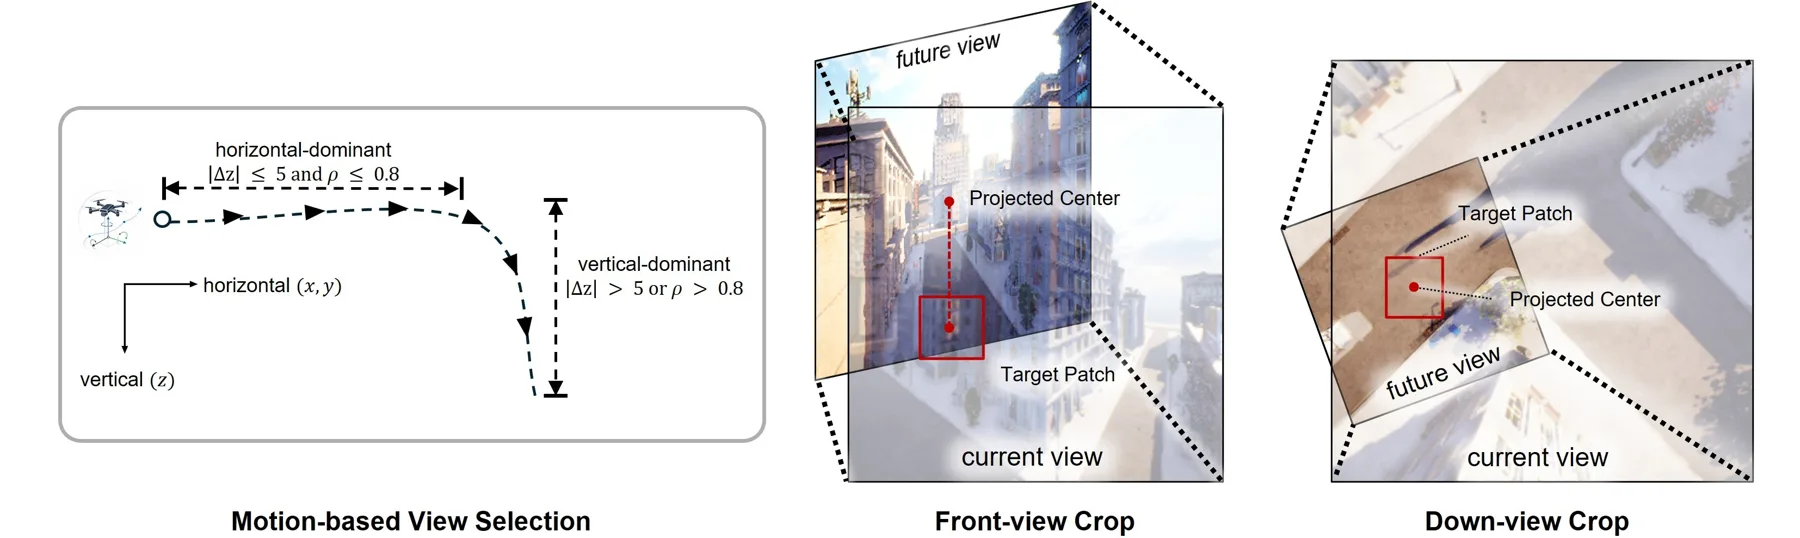 horizontal-dominant
|Δz| ≤ 5 and ρ ≤ 0.8
vertical-dominant
|Δz| > 5 or ρ > 0.8
horizontal (x, y)
vertical (z)
Motion-based View Selection
future view
Projected Center
Target Patch
current view
Front-view Crop
Target Patch
Projected Center
future view
current view
Down-view Crop